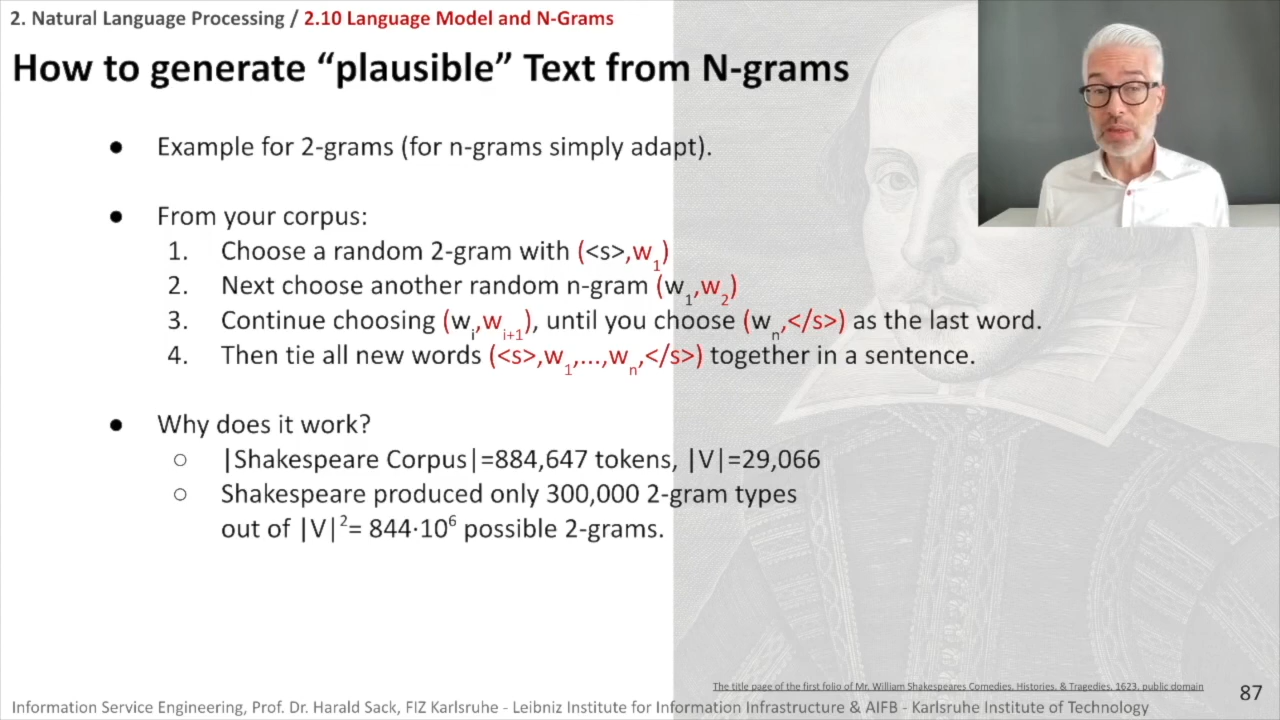 2. Natural Language Processing / 2.10 Language Model and N-Grams
How to generate “plausible” Text from N-grams
● Example for 2-grams (for n-grams simply adapt).
● From your corpus:
1. Choose a random 2-gram with (<s>,w₁)
2. Next choose another random n-gram (w₁,w₂)
3. Continue choosing (wᵢ,wᵢ₊₁), until you choose (wₙ,</s>) as the last word.
4. Then tie all new words (<s>,w₁,...,wₙ,</s>) together in a sentence.
● Why does it work?
○ |Shakespeare Corpus|=884,647 tokens, |V|=29,066
○ Shakespeare produced only 300,000 2-gram types
out of |V|²= 844·10⁶ possible 2-grams.
The title page of the first folio of Mr. William Shakespeares Comedies, Histories, & Tragedies, 1623, public domain
Information Service Engineering, Prof. Dr. Harald Sack, FIZ Karlsruhe - Leibniz Institute for Information Infrastructure & AIFB - Karlsruhe Institute of Technology
87